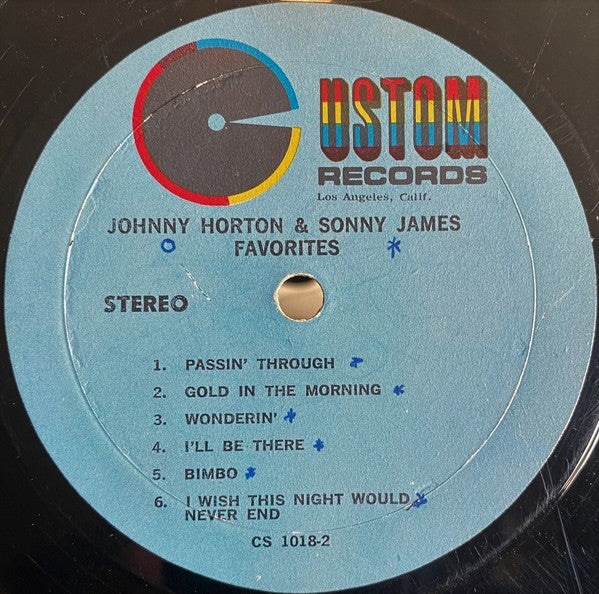 CUSTOM
RECORDS
Los Angeles, Calif.
JOHNNY HORTON & SONNY JAMES
FAVORITES
STEREO
1. PASSIN' THROUGH
2. GOLD IN THE MORNING
3. WONDERIN'
4. I'LL BE THERE
5. BIMBO
6. I WISH THIS NIGHT WOULD
NEVER END
CS 1018-2